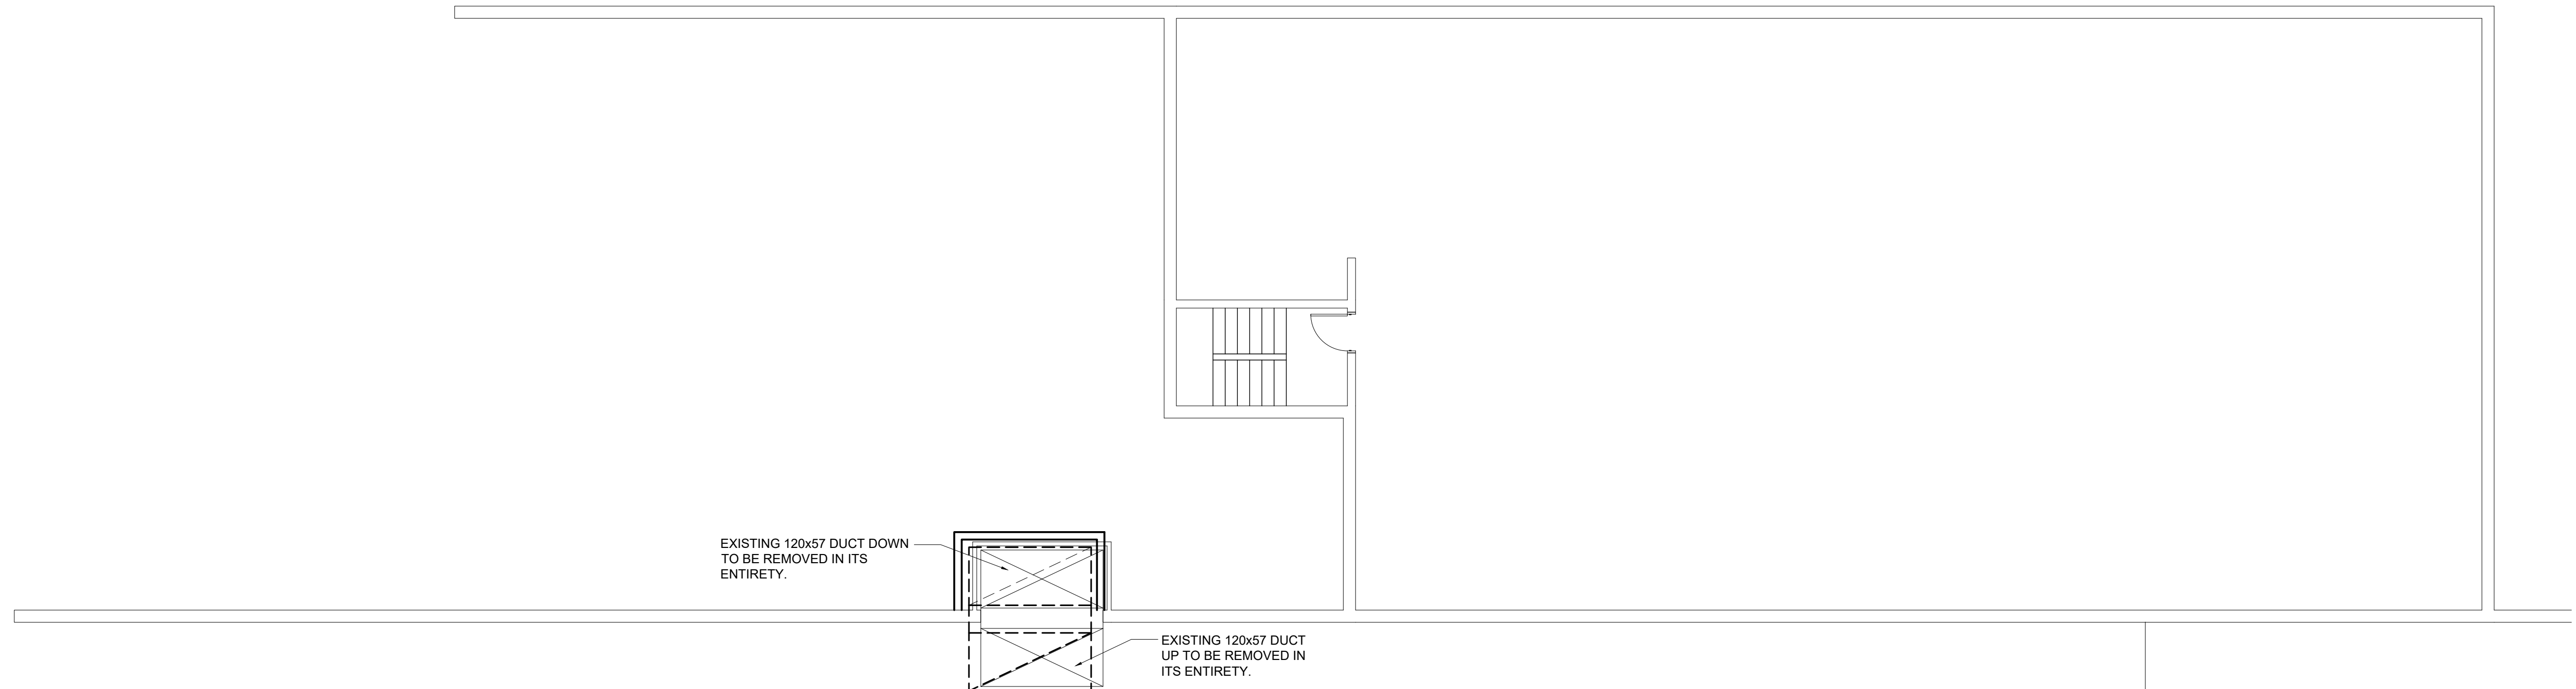 EXISTING 120x57 DUCT DOWN
TO BE REMOVED IN ITS
ENTIRETY.
EXISTING 120x57 DUCT
UP TO BE REMOVED IN
ITS ENTIRETY.